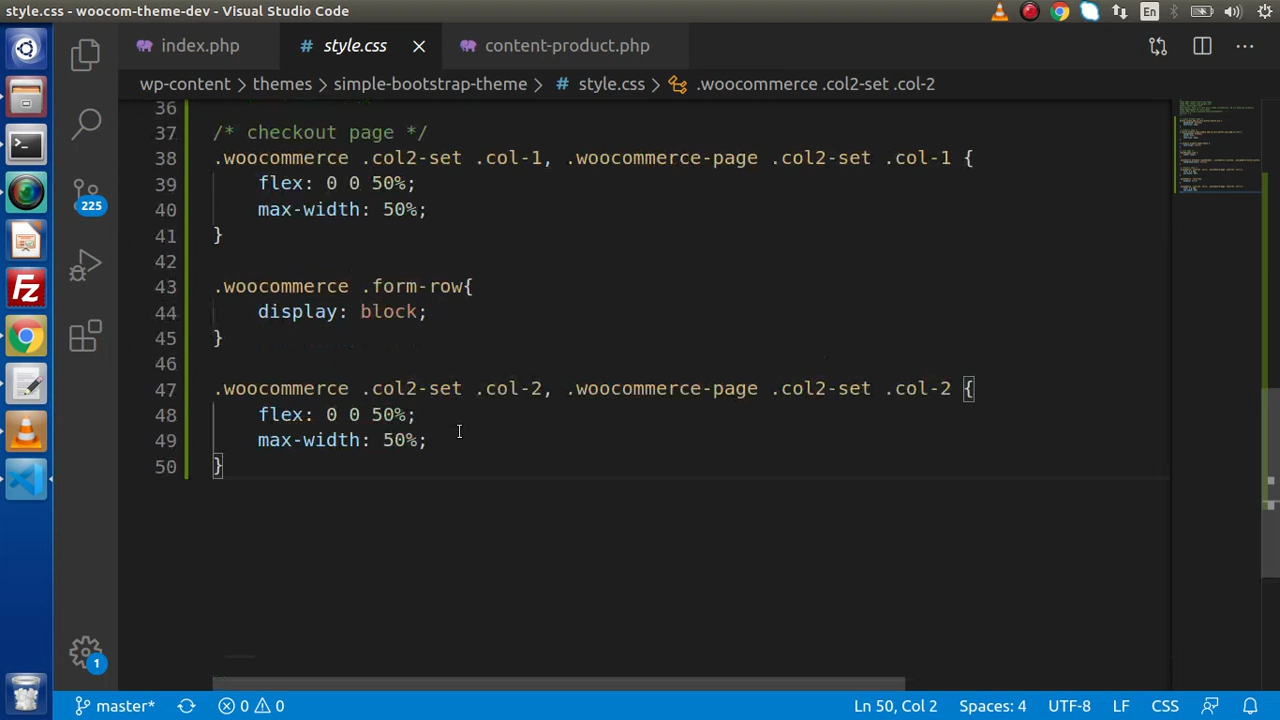 style.css - woocom-theme-dev - Visual Studio Code
En
index.php
# style.css
content-product.php
wp-content > themes > simple-bootstrap-theme > # style.css > .woocommerce .col2-set .col-2
36
37 /* checkout page */
38 .woocommerce .col2-set .col-1, .woocommerce-page .col2-set .col-1 {
39 flex: 0 0 50%;
40 max-width: 50%;
41 }
42
43 .woocommerce .form-row{
44 display: block;
45 }
46
47 .woocommerce .col2-set .col-2, .woocommerce-page .col2-set .col-2 {
48 flex: 0 0 50%;
49 max-width: 50%;
50 }
225
Fz
1
master* 0 0 Ln 50, Col 2 Spaces: 4 UTF-8 LF CSS